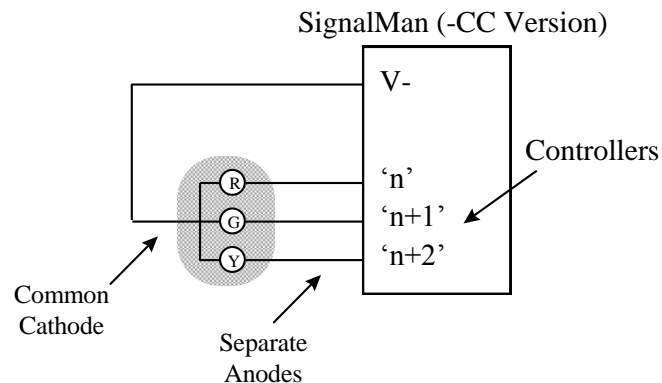 SignalMan (-CC Version)
V-
Controllers
R
‘n’
G
‘n+1’
Y
‘n+2’
Common
Cathode
Separate
Anodes